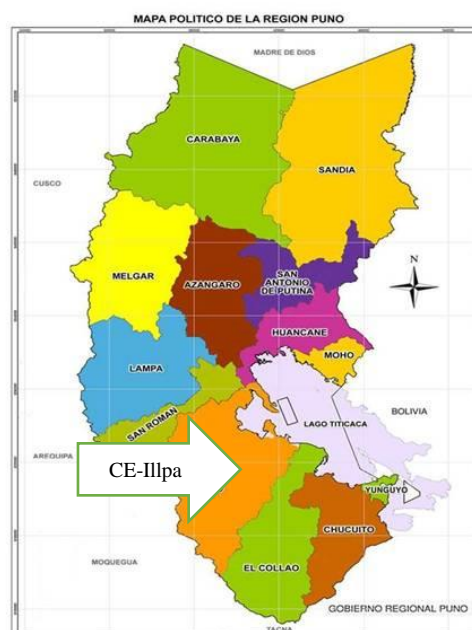 MAPA POLITICO DE LA REGION PUNO
MADRE DE DIOS
CARABAYA
SANDIA
CUSCO
N
MELGAR
AZANGARO
SAN
ANTONIO
DE PUTINA
HUANCANE
MOHO
LAMPA
BOLIVIA
LAGO TITICACA
SAN ROMAN
AREQUIPA
CE-Illpa
YUNGUYO
CHUCUITO
MOQUEGUA
EL COLLAO
GOBIERNO REGIONAL PUNO
TACNA